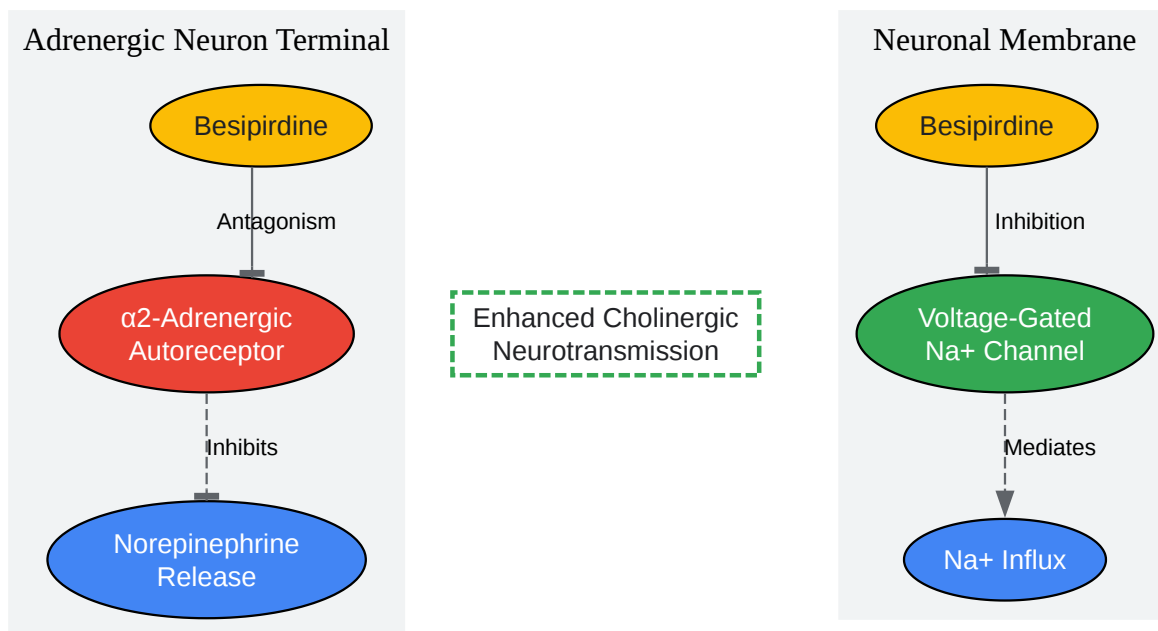 Adrenergic Neuron Terminal
Besipirdine
Antagonism
α2-Adrenergic
Autoreceptor
Inhibits
Norepinephrine
Release
Enhanced Cholinergic
Neurotransmission
Neuronal Membrane
Besipirdine
Inhibition
Voltage-Gated
Na+ Channel
Mediates
Na+ Influx